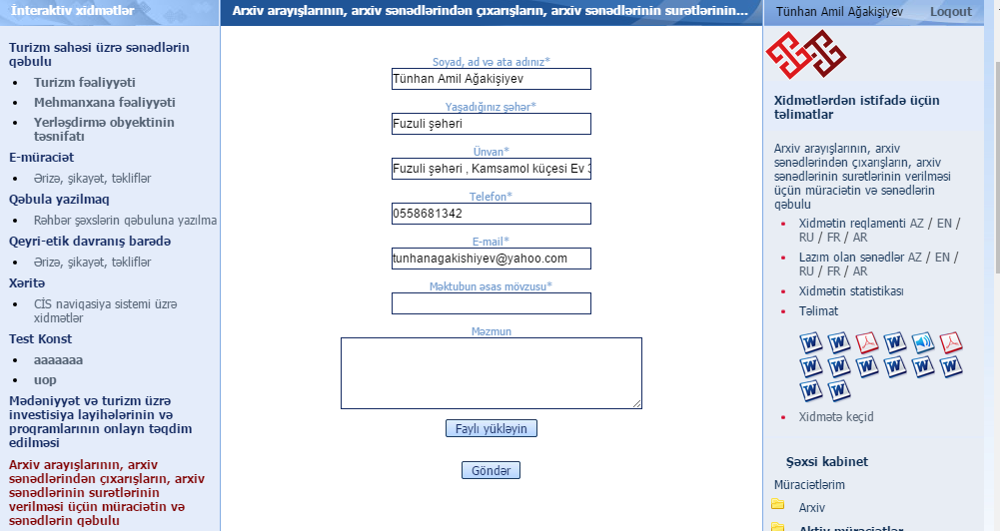 İnteraktiv xidmətlər
Turizm sahəsi üzrə sənədlərin
qəbulu
Turizm fəaliyyəti
Mehmanxana fəaliyyəti
Yerləşdirmə obyektinin
təsnifatı
E-müraciət
Ərizə, şikayət, təkliflər
Qəbula yazılmaq
Rəhbər şəxslərin qəbuluna yazılma
Qeyri-etik davranış barədə
Ərizə, şikayət, təkliflər
Xəritə
CİS naviqasiya sistemi üzrə
xidmətlər
Test Konst
aaaaaaa
uop
Mədəniyyət və turizm üzrə
investisiya layihələrinin və
proqramlarının onlayn təqdim
edilməsi
Arxiv arayışlarının, arxiv
sənədlərindən çıxarışların, arxiv
sənədlərinin surətlərinin
verilməsi üçün müraciətin və
sənədlərin qəbulu
Arxiv arayışlarının, arxiv sənədlərindən çıxarışların, arxiv sənədlərinin surətlərinin...
Soyad, ad və ata adınız*
Tünhan Amil Ağakişiyev
Yaşadığınız şəhər*
Fuzuli şəhəri
Ünvan*
Fuzuli şəhəri , Kamsamol küçəsi Ev 3
Telefon*
0558681342
E-mail*
tunhanagakishiyev@yahoo.com
Məktubun əsas mövzusu*
Məzmun
Faylı yükləyin
Göndər
Tünhan Amil Ağakişiyev Loqout
Xidmətlərdən istifadə üçün
təlimatlar
Arxiv arayışlarının, arxiv
sənədlərindən çıxarışların, arxiv
sənədlərinin surətlərinin verilməsi
üçün müraciətin və sənədlərin
qəbulu
Xidmətin reqlamenti AZ / EN /
RU / FR / AR
Lazım olan sənədlər AZ / EN /
RU / FR / AR
Xidmətin statistikası
Təlimat
Xidmətə keçid
Şəxsi kabinet
Müraciətlərim
Arxiv
Aktiv müraciətlər